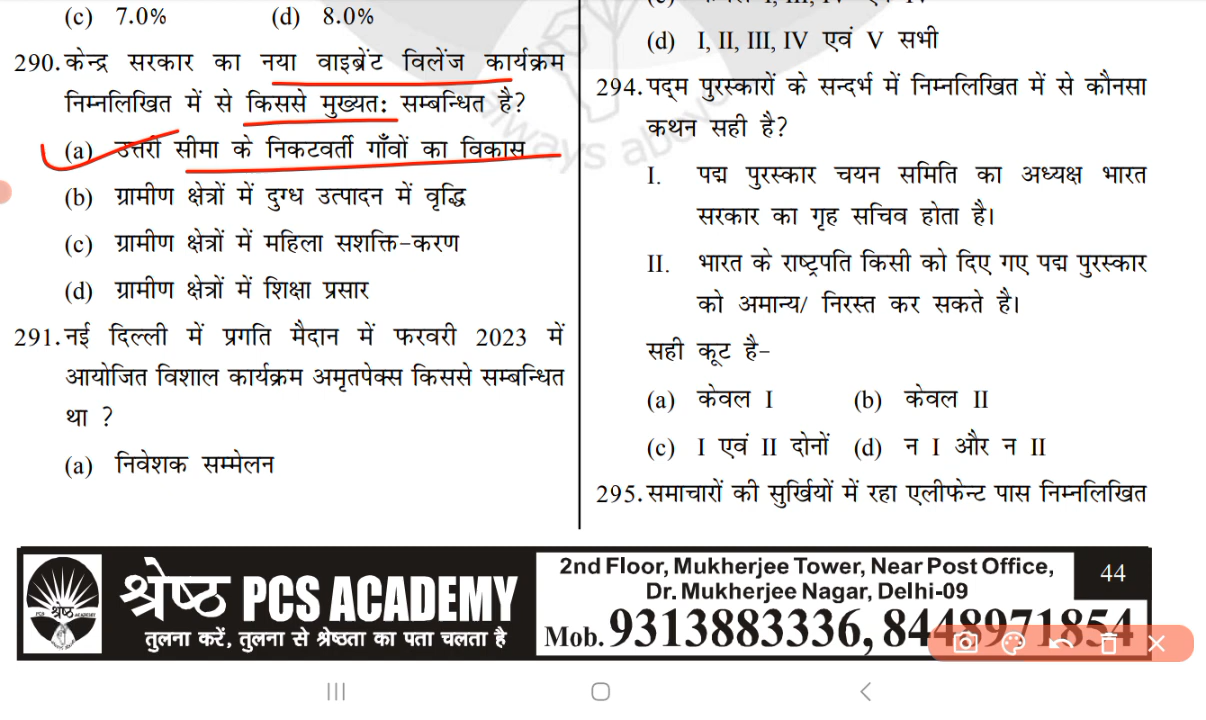 (c) 7.0% (d) 8.0%
290. केन्द्र सरकार का नया वाइब्रेंट विलेंज कार्यक्रम
निम्नलिखित में से किससे मुख्यतः सम्बन्धित है?
(a) उत्तरी सीमा के निकटवर्ती गाँवों का विकास
(b) ग्रामीण क्षेत्रों में दुग्ध उत्पादन में वृद्धि
(c) ग्रामीण क्षेत्रों में महिला सशक्ति-करण
(d) ग्रामीण क्षेत्रों में शिक्षा प्रसार
291. नई दिल्ली में प्रगति मैदान में फरवरी 2023 में
आयोजित विशाल कार्यक्रम अमृतपेक्स किससे सम्बन्धित
था ?
(a) निवेशक सम्मेलन
(d) I, II, III, IV एवं V सभी
294. पद्म पुरस्कारों के सन्दर्भ में निम्नलिखित में से कौनसा
कथन सही है?
I. पद्म पुरस्कार चयन समिति का अध्यक्ष भारत
सरकार का गृह सचिव होता है।
II. भारत के राष्ट्रपति किसी को दिए गए पद्म पुरस्कार
को अमान्य/ निरस्त कर सकते है।
सही कूट है-
(a) केवल I (b) केवल II
(c) I एवं II दोनों (d) न I और न II
295. समाचारों की सुर्खियों में रहा एलीफेन्ट पास निम्नलिखित
always above
श्रेष्ठ PCS ACADEMY
तुलना करें, तुलना से श्रेष्ठता का पता चलता है
2nd Floor, Mukherjee Tower, Near Post Office,
Dr. Mukherjee Nagar, Delhi-09
Mob. 9313883336, 8448971854
44